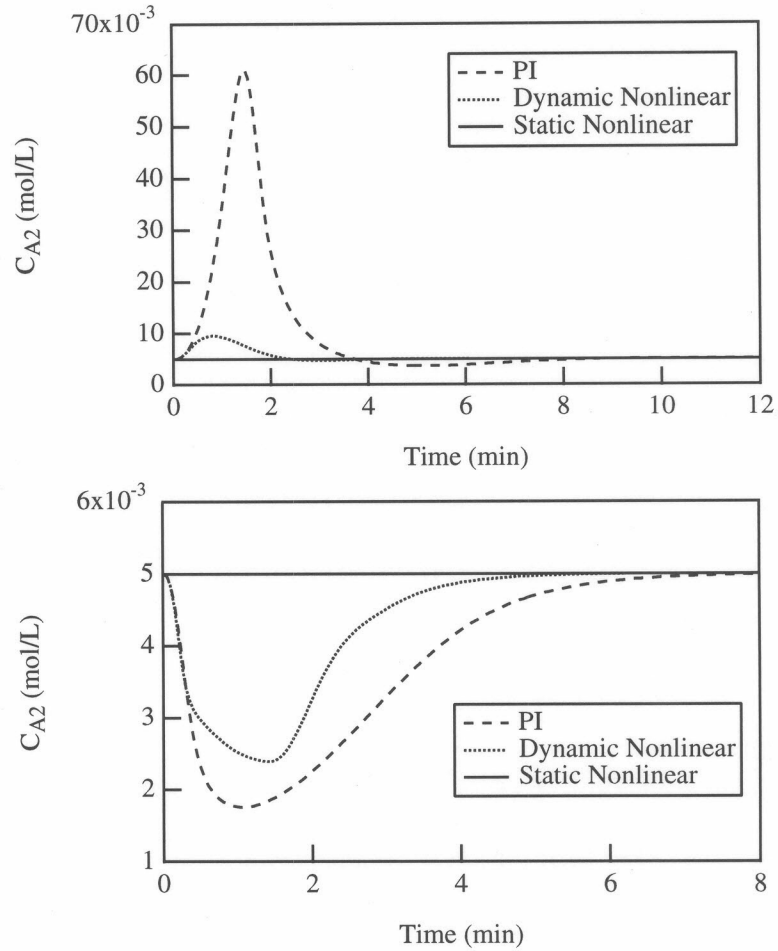 70x10-3
60
50
40
30
20
10
0
CA2 (mol/L)
PI
Dynamic Nonlinear
Static Nonlinear
0 2 4 6 8 10 12
Time (min)
6x10-3
5
4
3
2
1
CA2 (mol/L)
PI
Dynamic Nonlinear
Static Nonlinear
0 2 4 6 8
Time (min)